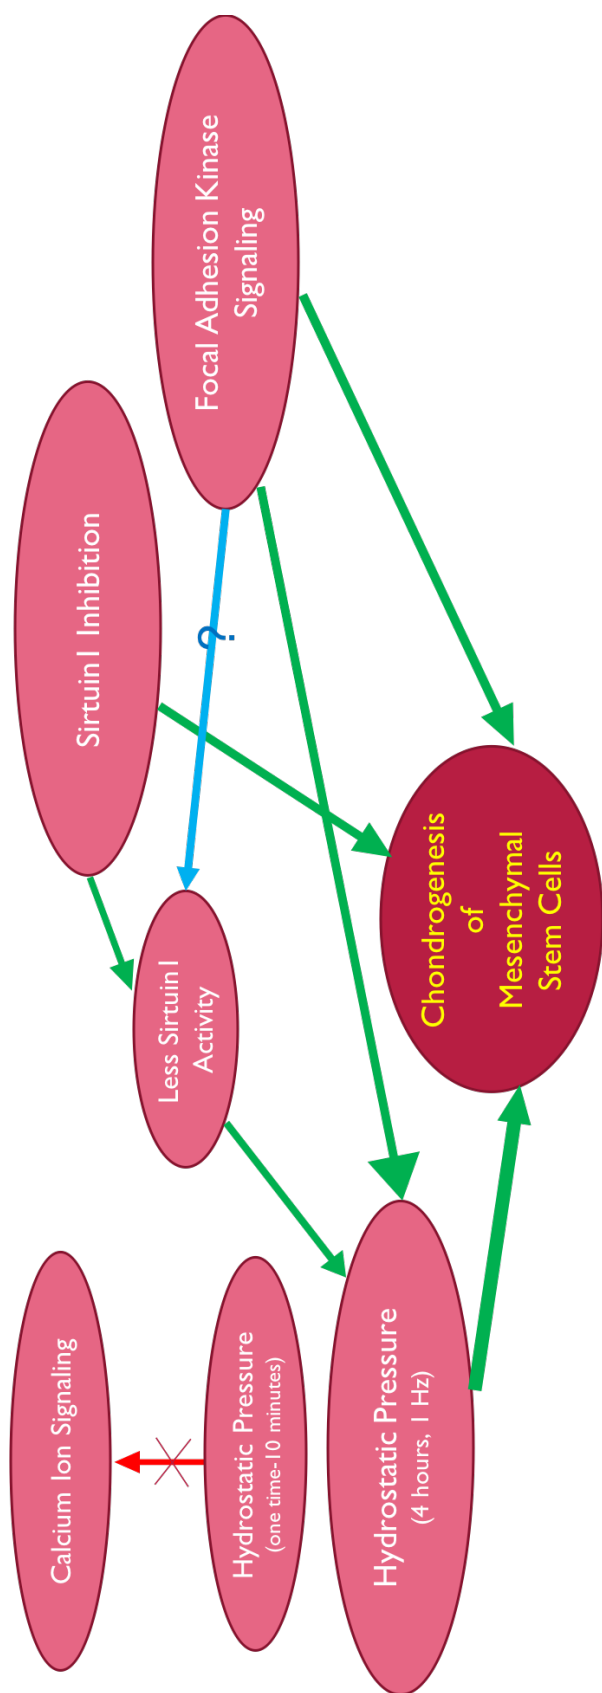 Calcium Ion Signaling
Sirtuin1 Inhibition
Less Sirtuin1
Activity
?
Focal Adhesion Kinase
Signaling
Hydrostatic Pressure
(one time-10 minutes)
Hydrostatic Pressure
(4 hours, 1 Hz)
Chondrogenesis
of
Mesenchymal
Stem Cells